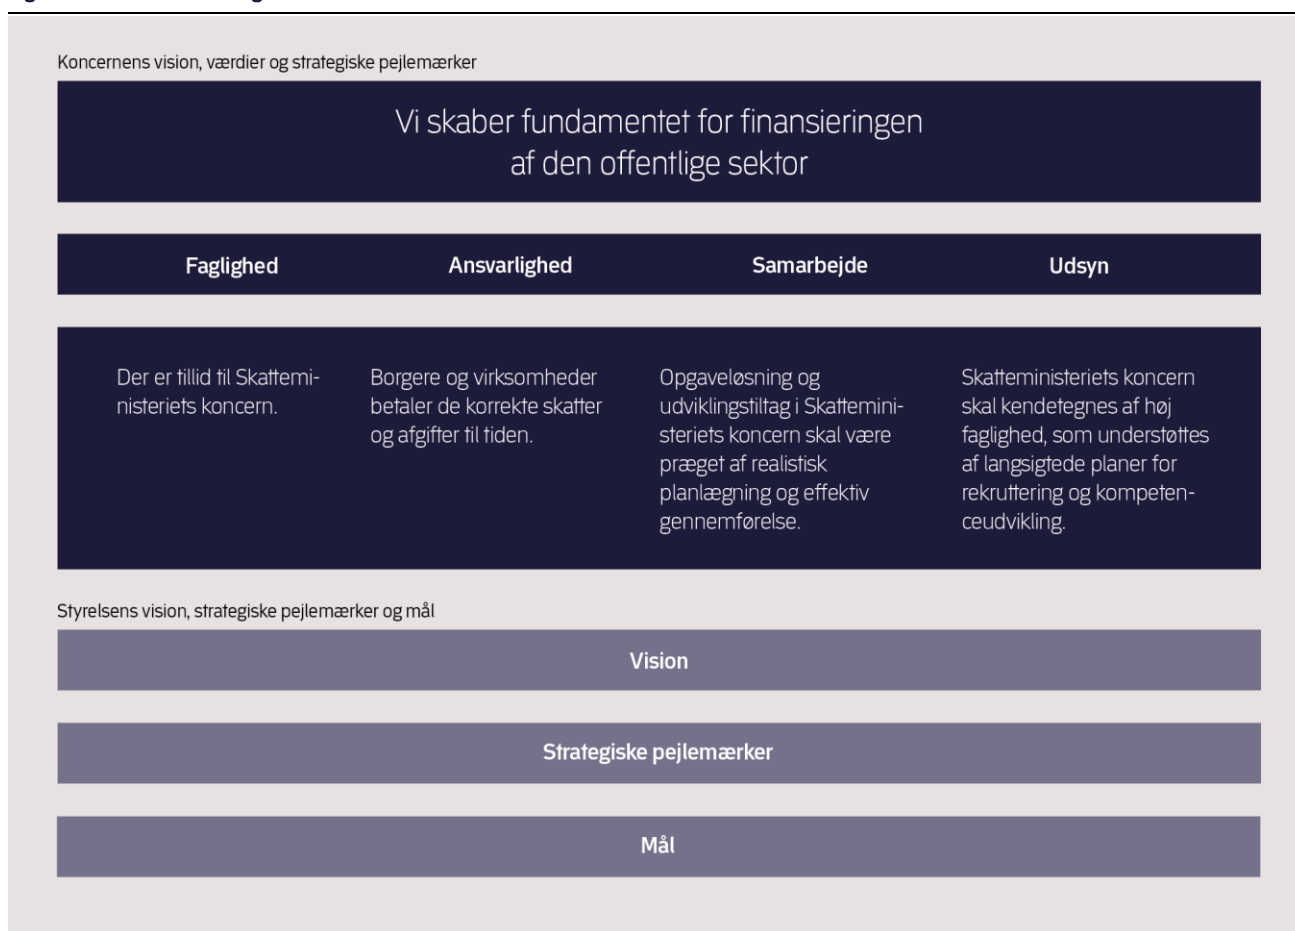 Koncernens vision, værdier og strategiske pejlemærker
Vi skaber fundamentet for finansieringen
af den offentlige sektor
Faglighed
Ansvarlighed
Samarbejde
Udsyn
Der er tillid til Skattemi-
nisteriets koncern.
Borgere og virksomheder
betaler de korrekte skatter
og afgifter til tiden.
Opgaveløsning og
udviklingstiltag i Skattemini-
steriets koncern skal være
præget af realistisk
planlægning og effektiv
gennemførelse.
Skatteministeriets koncern
skal kendetegnes af høj
faglighed, som understøttes
af langsigtede planer for
rekruttering og kompeten-
ceudvikling.
Styrelsens vision, strategiske pejlemærker og mål
Vision
Strategiske pejlemærker
Mål